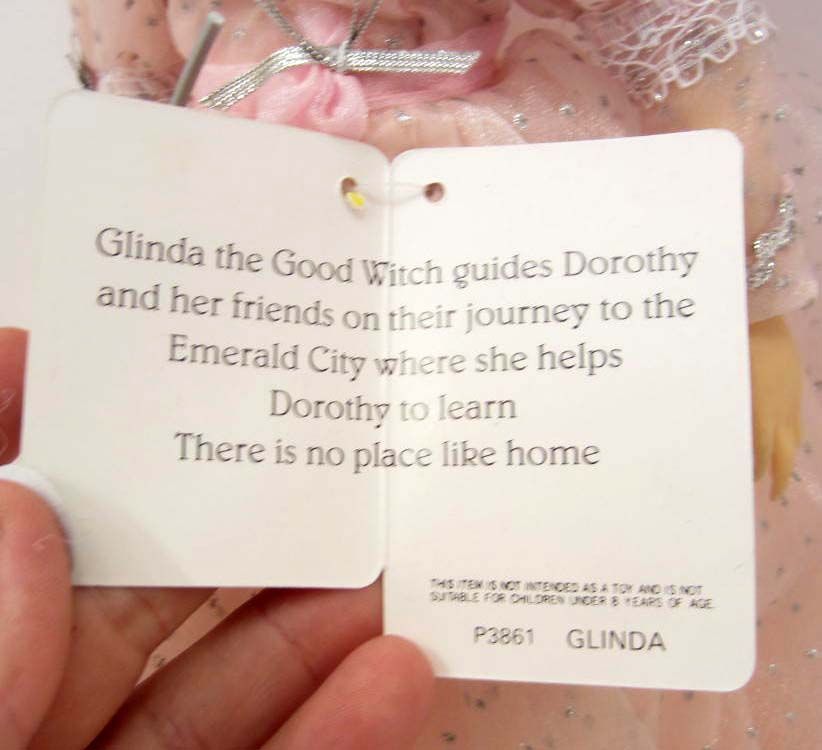 Glinda the Good Witch guides Dorothy
and her friends on their journey to the
Emerald City where she helps
Dorothy to learn
There is no place like home
THIS ITEM IS NOT INTENDED AS A TOY AND IS NOT
SUITABLE FOR CHILDREN UNDER 8 YEARS OF AGE.
P3861 GLINDA